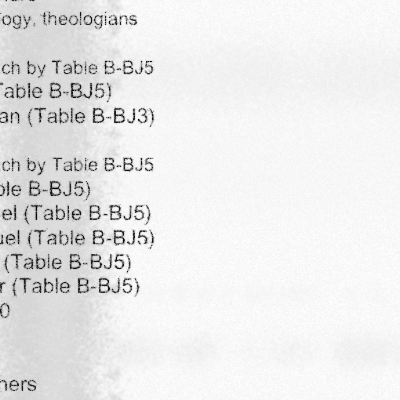 ogy, theologians
ch by Table B-BJ5
Table B-BJ5)
an (Table B-BJ3)
ch by Table B-BJ5
ble B-BJ5)
el (Table B-BJ5)
uel (Table B-BJ5)
(Table B-BJ5)
r (Table B-BJ5)
0
hers